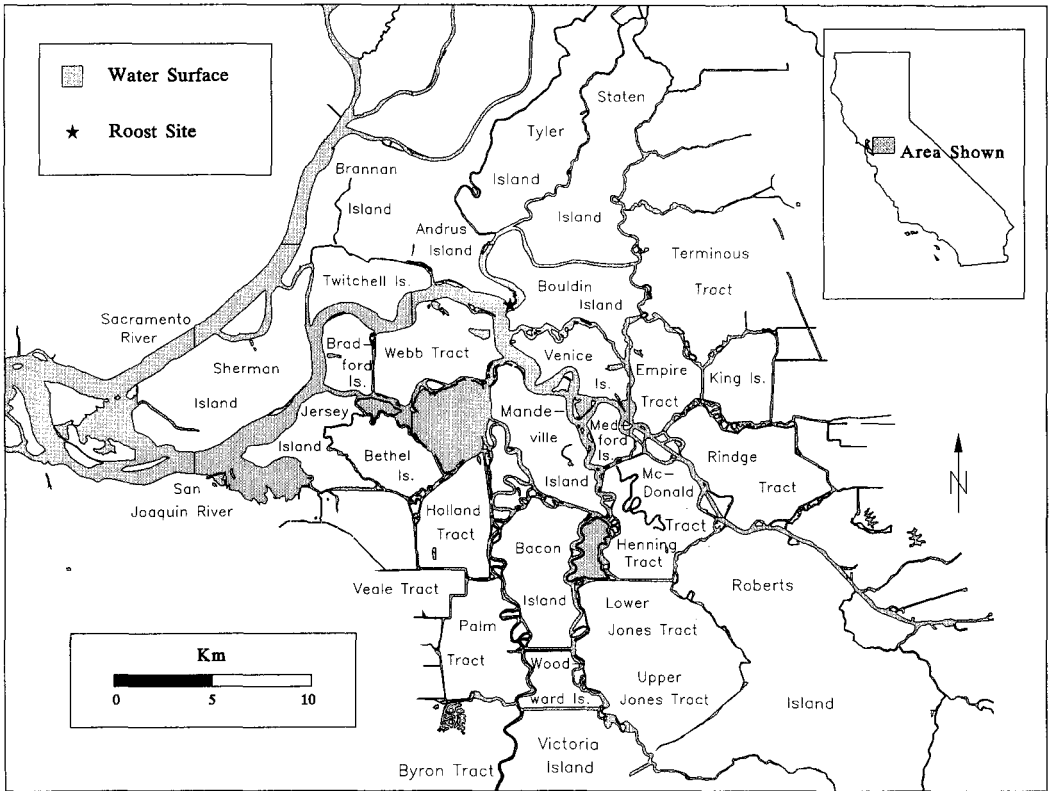 Water Surface
Roost Site
Area Shown
Staten
Island
Tyler
Island
Brannan
Island
Andrus
Island
Terminous
Tract
Twitchell Is.
Bouldin
Island
Sacramento
River
Sherman
Island
Brad-
ford
Is.
Webb Tract
Venice
Is.
Empire
Tract
King Is.
Jersey
Island
Bethel
Is.
Mande-
ville
Island
Med
ford
Is.
Rindge
Tract
San
Joaquin River
Holland
Tract
Mc-
Donald
Tract
Bacon
Island
Henning
Tract
N
Veale Tract
Roberts
Island
Palm
Tract
Lower
Jones Tract
Wood
ward Is.
Upper
Jones Tract
Km
0 5 10
Byron Tract
Victoria
Island